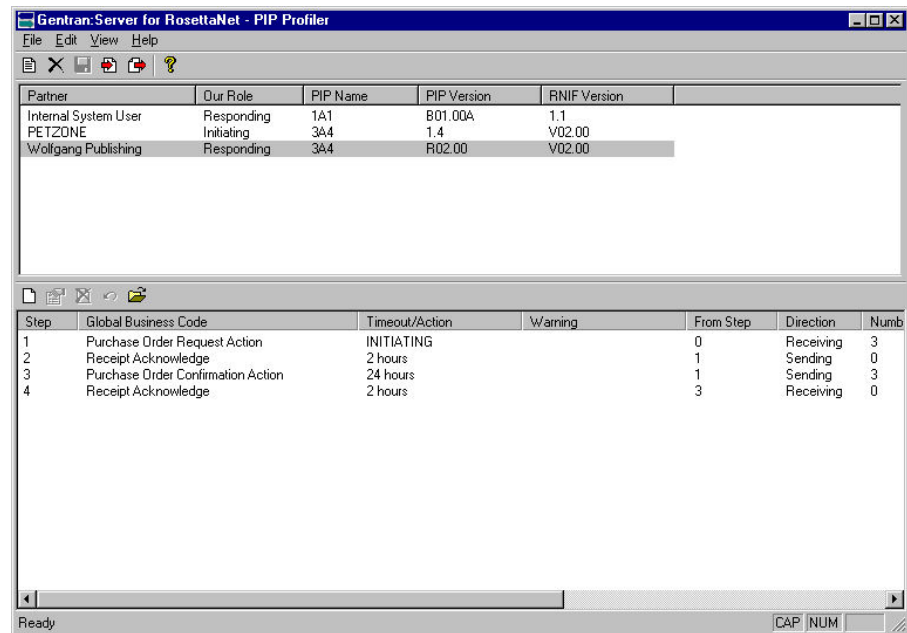 Gentran:Server for RosettaNet - PIP Profiler
File Edit View Help
Partner Our Role PIP Name PIP Version RNIF Version
Internal System User Responding 1A1 B01.00A 1.1
PETZONE Initiating 3A4 1.4 V02.00
Wolfgang Publishing Responding 3A4 R02.00 V02.00
Step Global Business Code Timeout/Action Warning From Step Direction Numb
1 Purchase Order Request Action INITIATING 0 Receiving 3
2 Receipt Acknowledge 2 hours 1 Sending 0
3 Purchase Order Confirmation Action 24 hours 1 Sending 3
4 Receipt Acknowledge 2 hours 3 Receiving 0
Ready CAP NUM